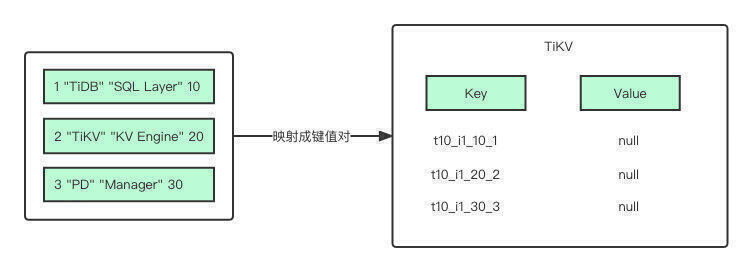 1 "TiDB" "SQL Layer" 10
2 "TiKV" "KV Engine" 20
3 "PD" "Manager" 30
映射成键值对
TiKV
Key Value
t10_i1_10_1 null
t10_i1_20_2 null
t10_i1_30_3 null